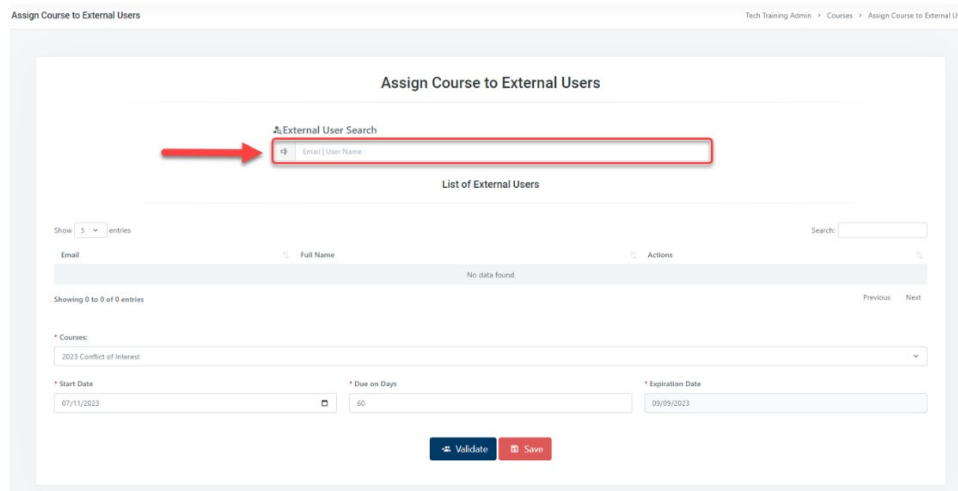 Assign Course to External Users
Tech Training Admin > Courses > Assign Course to External U
Assign Course to External Users
External User Search
Email | User Name
List of External Users
Show 5 entries
Search:
Email Full Name Actions
No data found
Showing 0 to 0 of 0 entries
Previous Next
* Courses:
2023 Conflict of Interest
* Start Date * Due on Days * Expiration Date
07/11/2023 60 09/09/2023
Validate Save